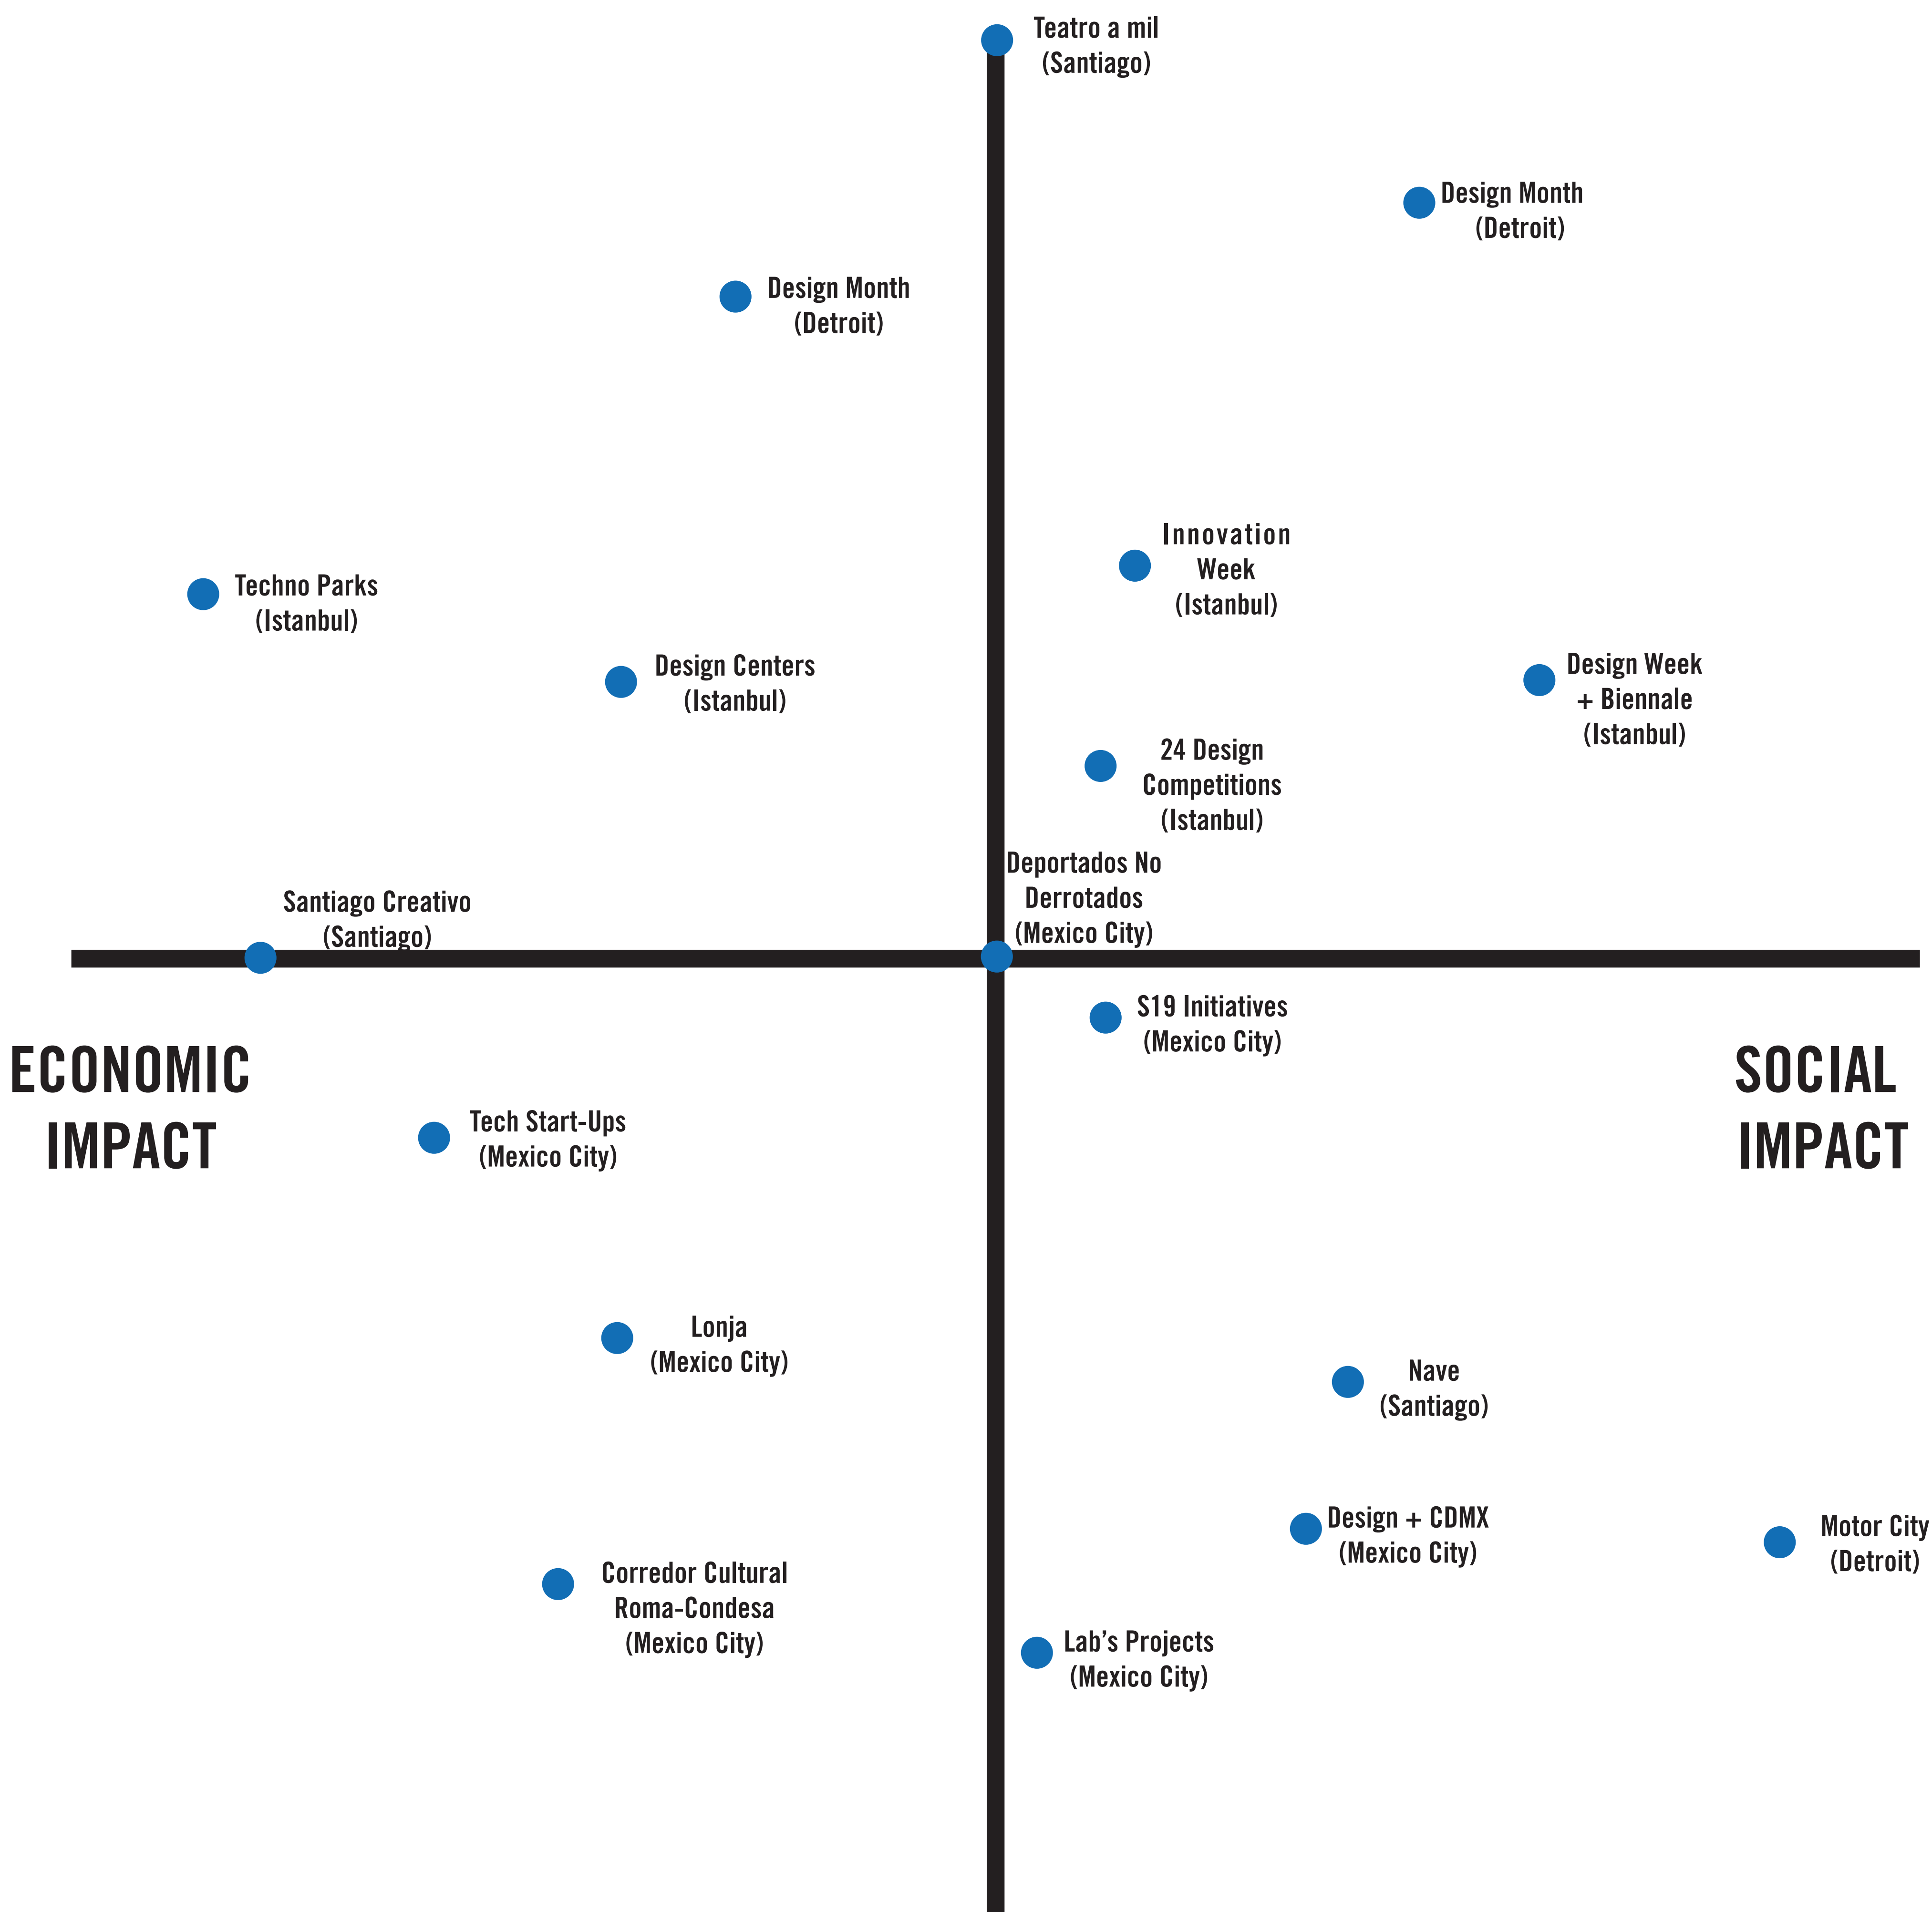 Teatro a mil
(Santiago)
Design Month
(Detroit)
Design Month
(Detroit)
Innovation
Week
(Istanbul)
Techno Parks
(Istanbul)
Design Centers
(Istanbul)
Design Week
+ Biennale
(Istanbul)
24 Design
Competitions
(Istanbul)
Deportados No
Derrotados
(Mexico City)
Santiago Creativo
(Santiago)
S19 Initiatives
(Mexico City)
ECONOMIC
IMPACT
SOCIAL
IMPACT
Tech Start-Ups
(Mexico City)
Lonja
(Mexico City)
Nave
(Santiago)
Design + CDMX
(Mexico City)
Motor City
(Detroit)
Corredor Cultural
Roma-Condesa
(Mexico City)
Lab’s Projects
(Mexico City)